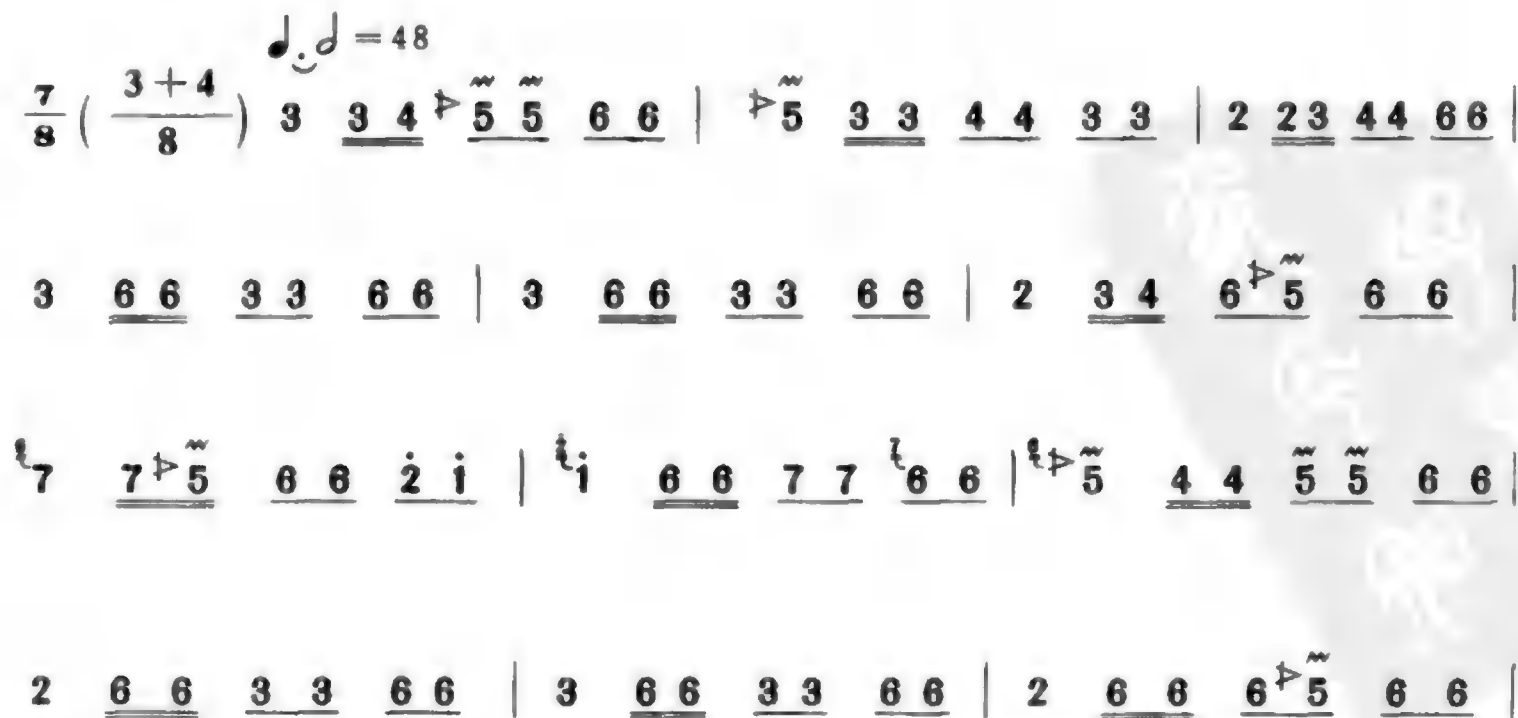 ♩.𝅗𝅥 = 48
7/8 ( 3 + 4 / 8 ) 3 3 4 5 5 6 6 | 5 3 3 4 4 3 3 | 2 2 3 4 4 6 6 |
3 6 6 3 3 6 6 | 3 6 6 3 3 6 6 | 2 3 4 6 5 6 6 |
7 7 5 6 6 2̇ 1̇ | 1̇ 6 6 7 7 6 6 | 5 4 4 5 5 6 6 |
2 6 6 3 3 6 6 | 3 6 6 3 3 6 6 | 2 6 6 6 5 6 6 |